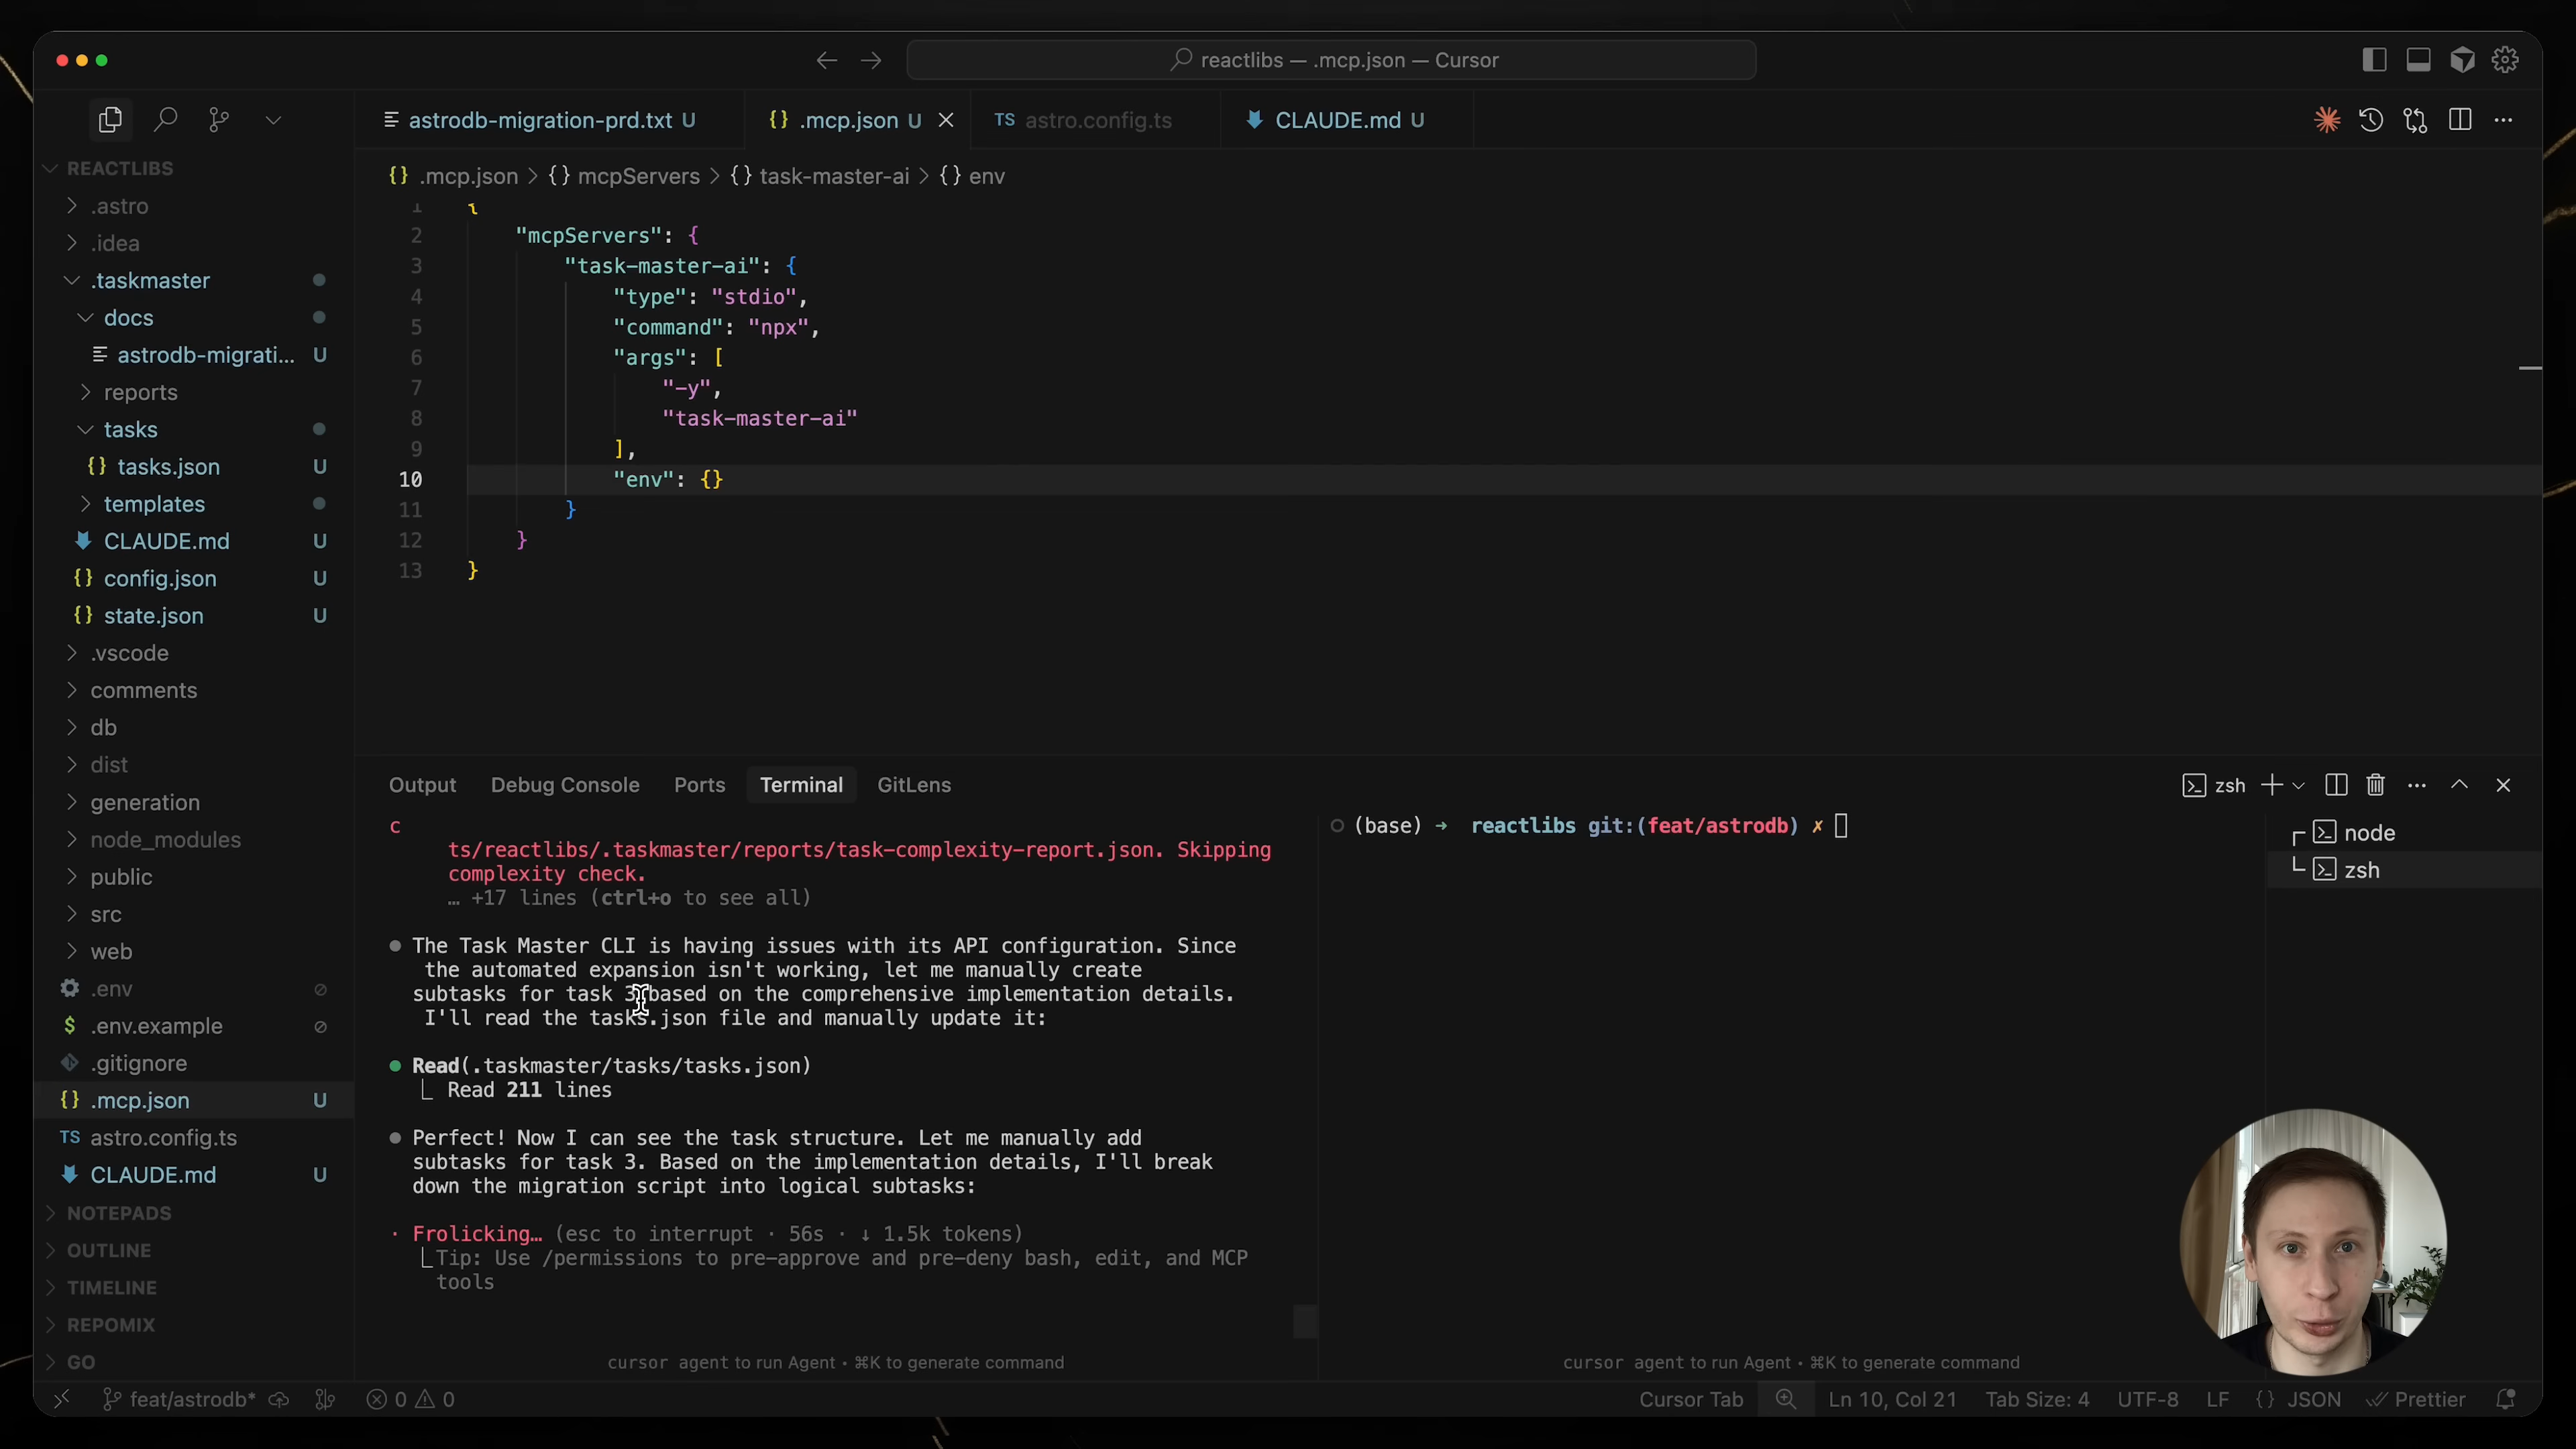 reactlibs — .mcp.json — Cursor
astrodb-migration-prd.txt U
{} .mcp.json U
TS astro.config.ts
CLAUDE.md U
REACTLIBS
.astro
.idea
.taskmaster
docs
astrodb-migrati... U
reports
tasks
{} tasks.json U
templates
CLAUDE.md U
{} config.json U
{} state.json U
.vscode
comments
db
dist
generation
node_modules
public
src
web
.env
$ .env.example
.gitignore
{} .mcp.json U
TS astro.config.ts
CLAUDE.md U
NOTEPADS
OUTLINE
TIMELINE
REPOMIX
GO
{} .mcp.json > {} mcpServers > {} task-master-ai > {} env
1 {
2 "mcpServers": {
3 "task-master-ai": {
4 "type": "stdio",
5 "command": "npx",
6 "args": [
7 "-y",
8 "task-master-ai"
9 ],
10 "env": {}
11 }
12 }
13 }
Output Debug Console Ports Terminal GitLens
zsh
c
ts/reactlibs/.taskmaster/reports/task-complexity-report.json. Skipping
complexity check.
… +17 lines (ctrl+o to see all)
The Task Master CLI is having issues with its API configuration. Since
the automated expansion isn't working, let me manually create
subtasks for task 3 based on the comprehensive implementation details.
I'll read the tasks.json file and manually update it:
Read(.taskmaster/tasks/tasks.json)
Read 211 lines
Perfect! Now I can see the task structure. Let me manually add
subtasks for task 3. Based on the implementation details, I'll break
down the migration script into logical subtasks:
· Frolicking… (esc to interrupt · 56s · ↓ 1.5k tokens)
Tip: Use /permissions to pre-approve and pre-deny bash, edit, and MCP
tools
cursor agent to run Agent • ⌘K to generate command
(base) → reactlibs git:(feat/astrodb) ✗
cursor agent to run Agent • ⌘K to generate command
node
zsh
feat/astrodb* 0 0
Cursor Tab Ln 10, Col 21 Tab Size: 4 UTF-8 LF {} JSON Prettier